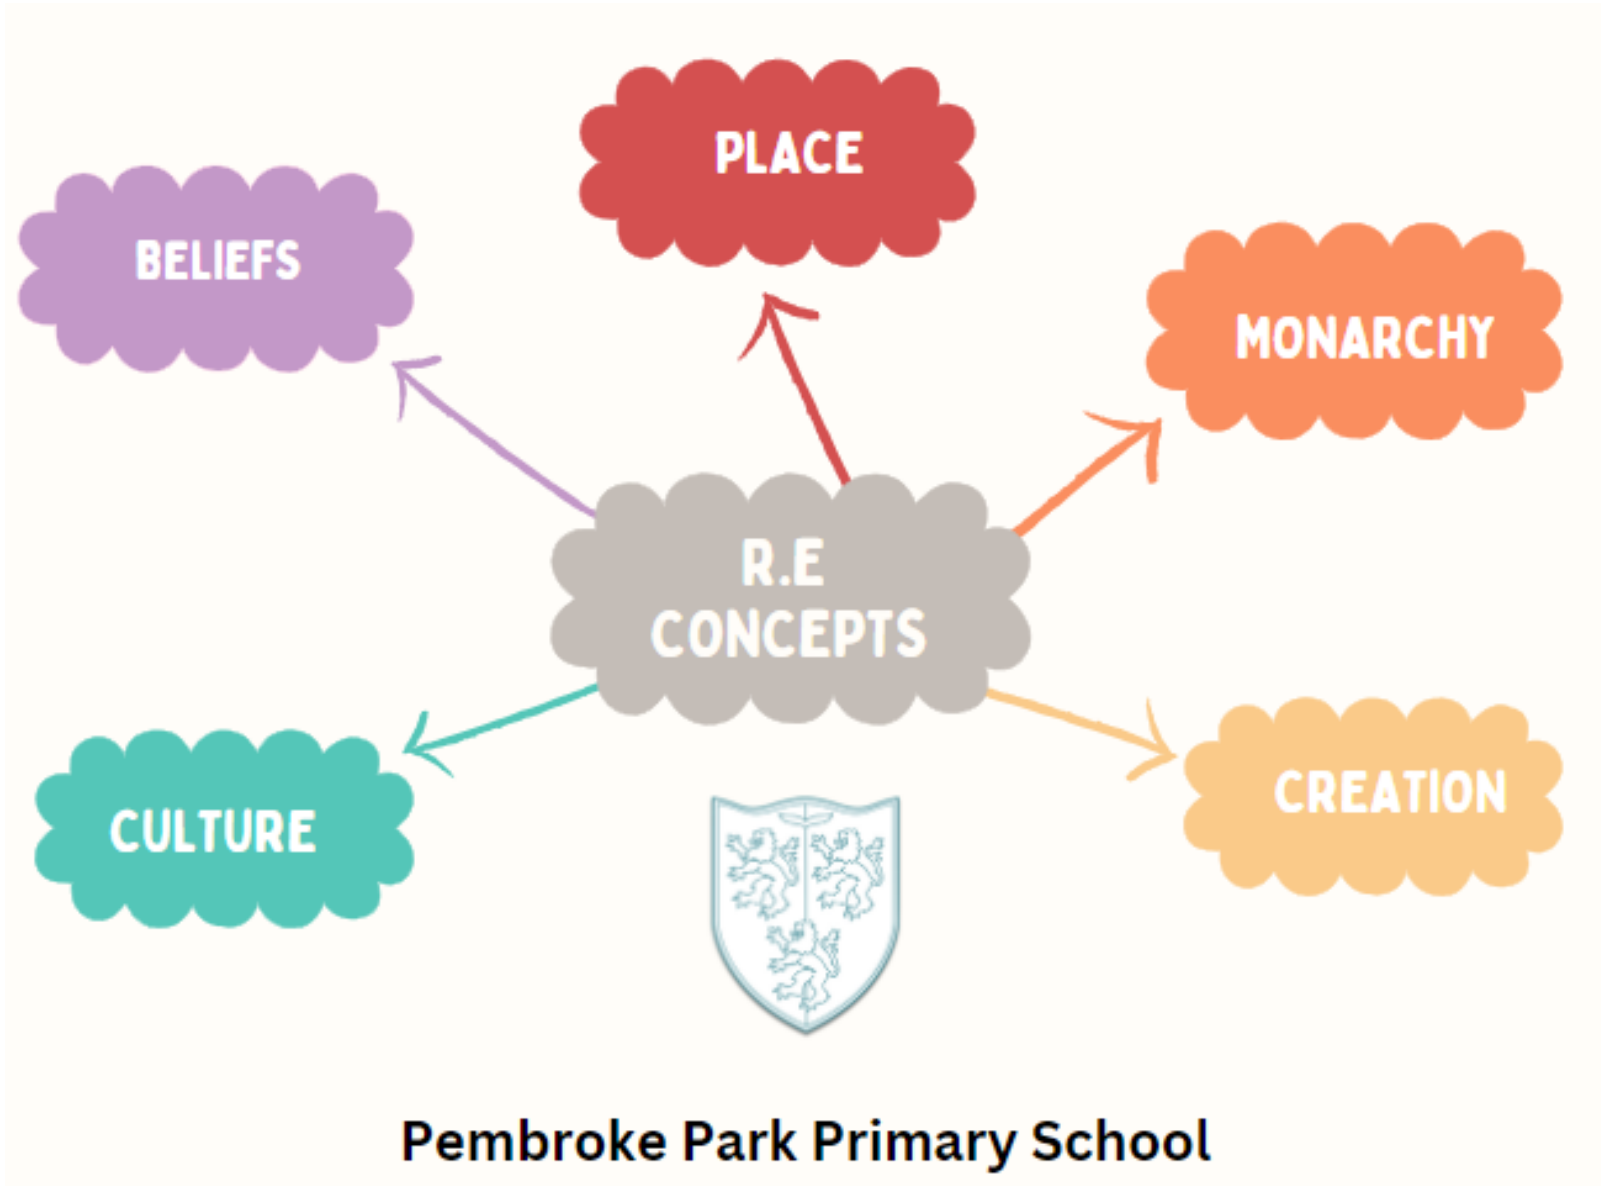 PLACE
BELIEFS
MONARCHY
R.E
CONCEPTS
CULTURE
CREATION
Pembroke Park Primary School